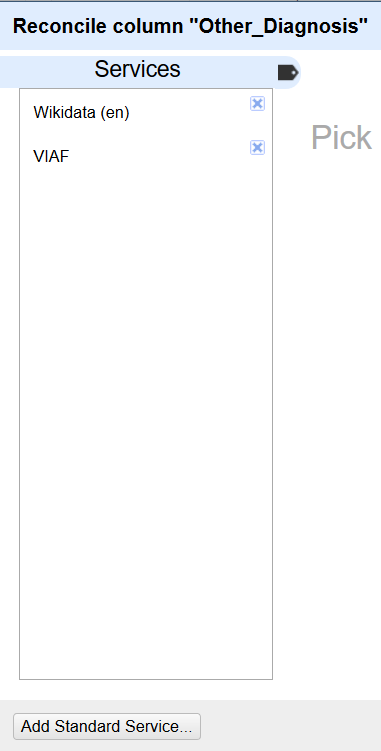 Reconcile column "Other_Diagnosis"
Services
Wikidata (en)
VIAF
Pick
Add Standard Service...